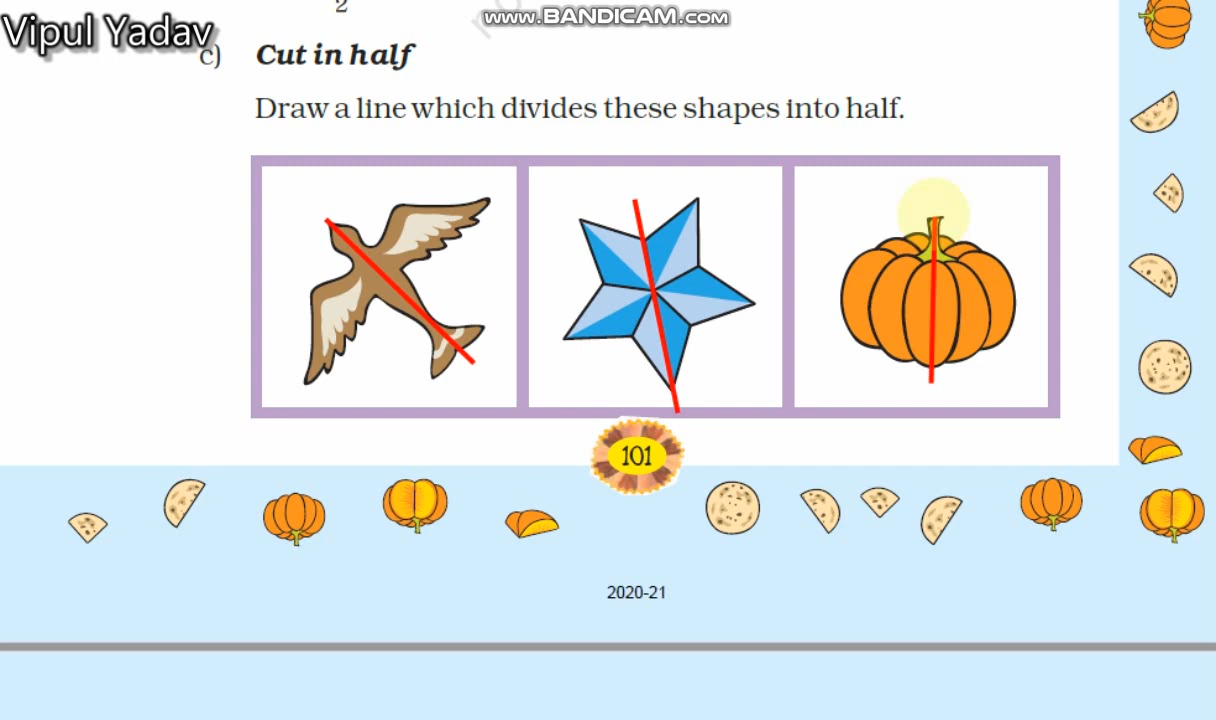 2
www.BANDICAM.com
Vipul Yadav
c) Cut in half
Draw a line which divides these shapes into half.
101
2020-21